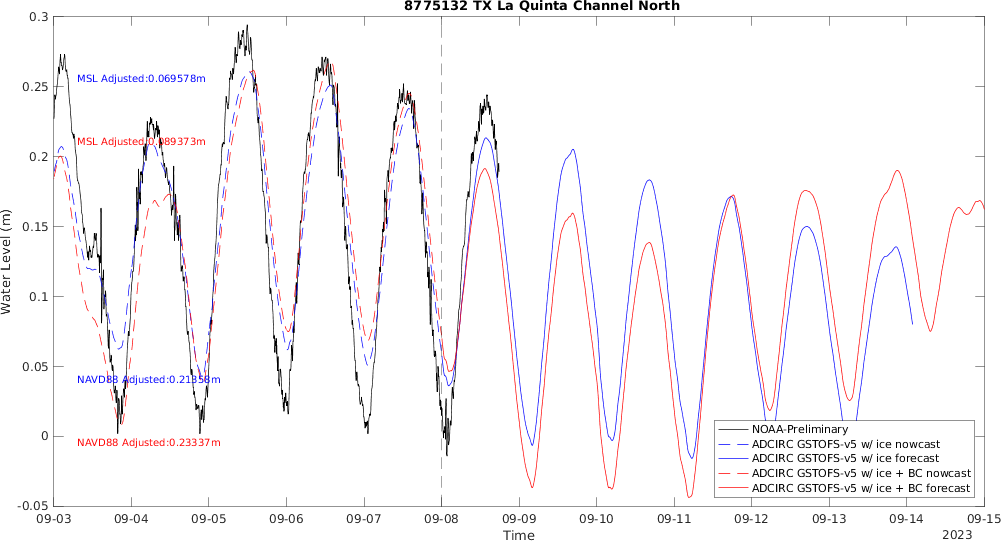 8775132 TX La Quinta Channel North
0.3
0.25
0.2
0.15
0.1
0.05
0
-0.05
Water Level (m)
MSL Adjusted:0.069578m
MSL Adjusted:0.089373m
NAVD88 Adjusted:0.21358m
NAVD88 Adjusted:0.23337m
NOAA-Preliminary
ADCIRC GSTOFS-v5 w/ ice nowcast
ADCIRC GSTOFS-v5 w/ ice forecast
ADCIRC GSTOFS-v5 w/ ice + BC nowcast
ADCIRC GSTOFS-v5 w/ ice + BC forecast
09-03 09-04 09-05 09-06 09-07 09-08 09-09 09-10 09-11 09-12 09-13 09-14 09-15
Time
2023